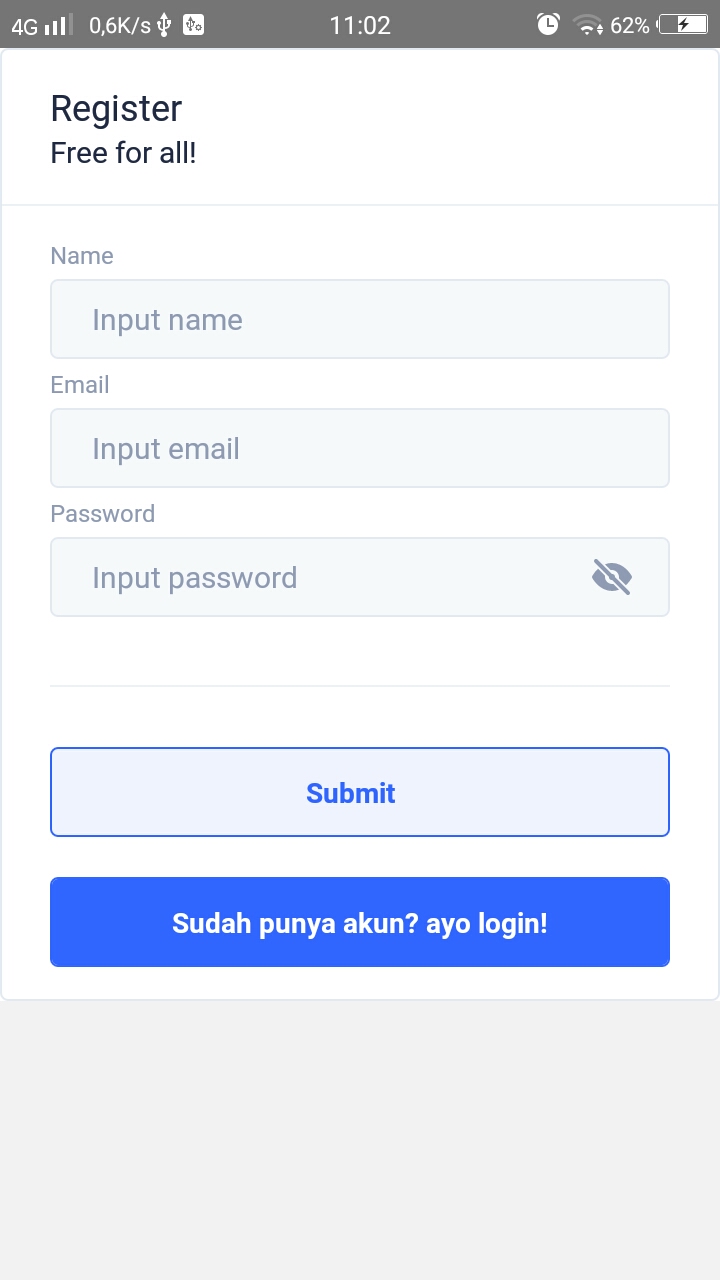 4G 0,6K/s 11:02 62%
Register
Free for all!
Name
Input name
Email
Input email
Password
Input password
Submit
Sudah punya akun? ayo login!